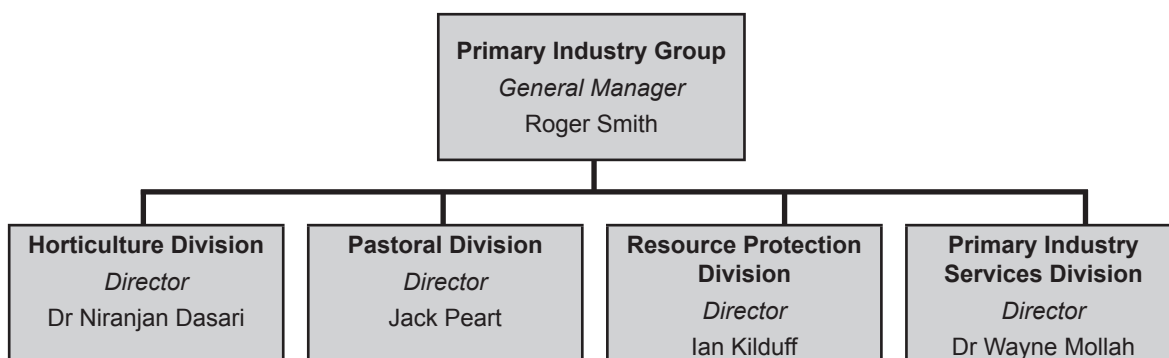 Primary Industry Group
General Manager
Roger Smith
Horticulture Division
Director
Dr Niranjan Dasari
Pastoral Division
Director
Jack Peart
Resource Protection
Division
Director
Ian Kilduff
Primary Industry
Services Division
Director
Dr Wayne Mollah